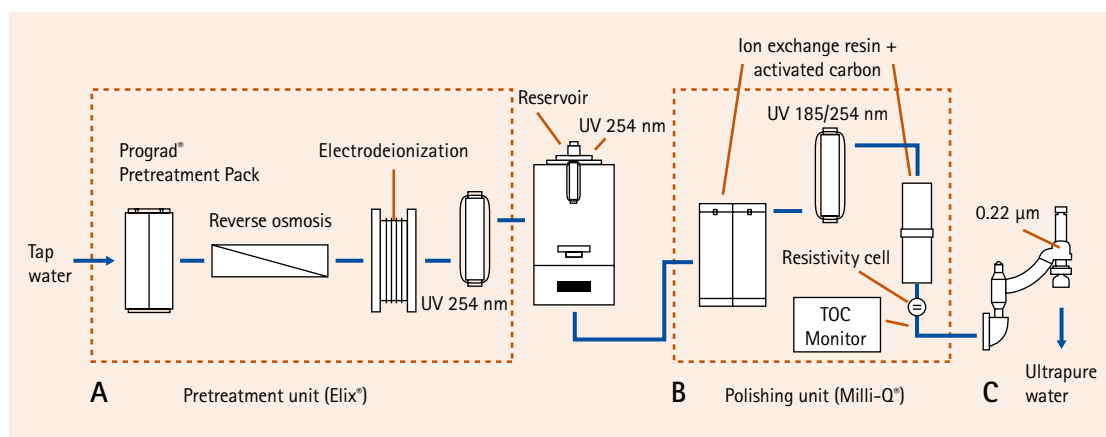 Ion exchange resin +
activated carbon
Reservoir
UV 254 nm
UV 185/254 nm
Prograd®
Pretreatment Pack
Electrodeionization
Reverse osmosis
0.22 µm
Tap
water
Resistivity cell
UV 254 nm
TOC
Monitor
A
Pretreatment unit (Elix®)
B
Polishing unit (Milli-Q®)
C
Ultrapure
water